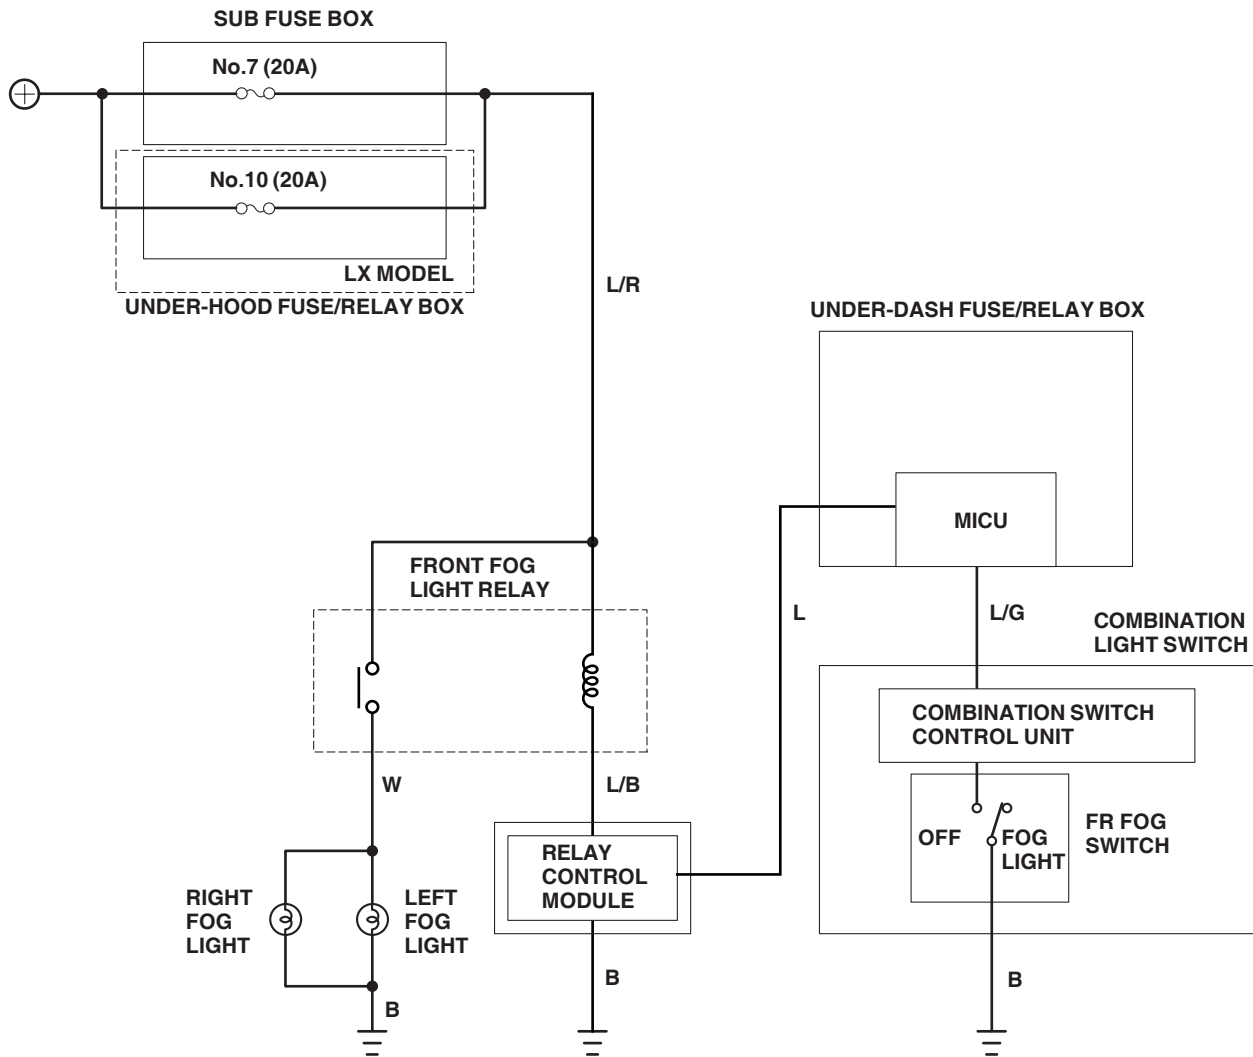 SUB FUSE BOX
No.7 (20A)
No.10 (20A)
LX MODEL
UNDER-HOOD FUSE/RELAY BOX
L/R
UNDER-DASH FUSE/RELAY BOX
MICU
FRONT FOG
LIGHT RELAY
L
L/G
COMBINATION
LIGHT SWITCH
COMBINATION SWITCH
CONTROL UNIT
W
L/B
OFF
FOG
LIGHT
FR FOG
SWITCH
RELAY
CONTROL
MODULE
RIGHT
FOG
LIGHT
LEFT
FOG
LIGHT
B
B
B